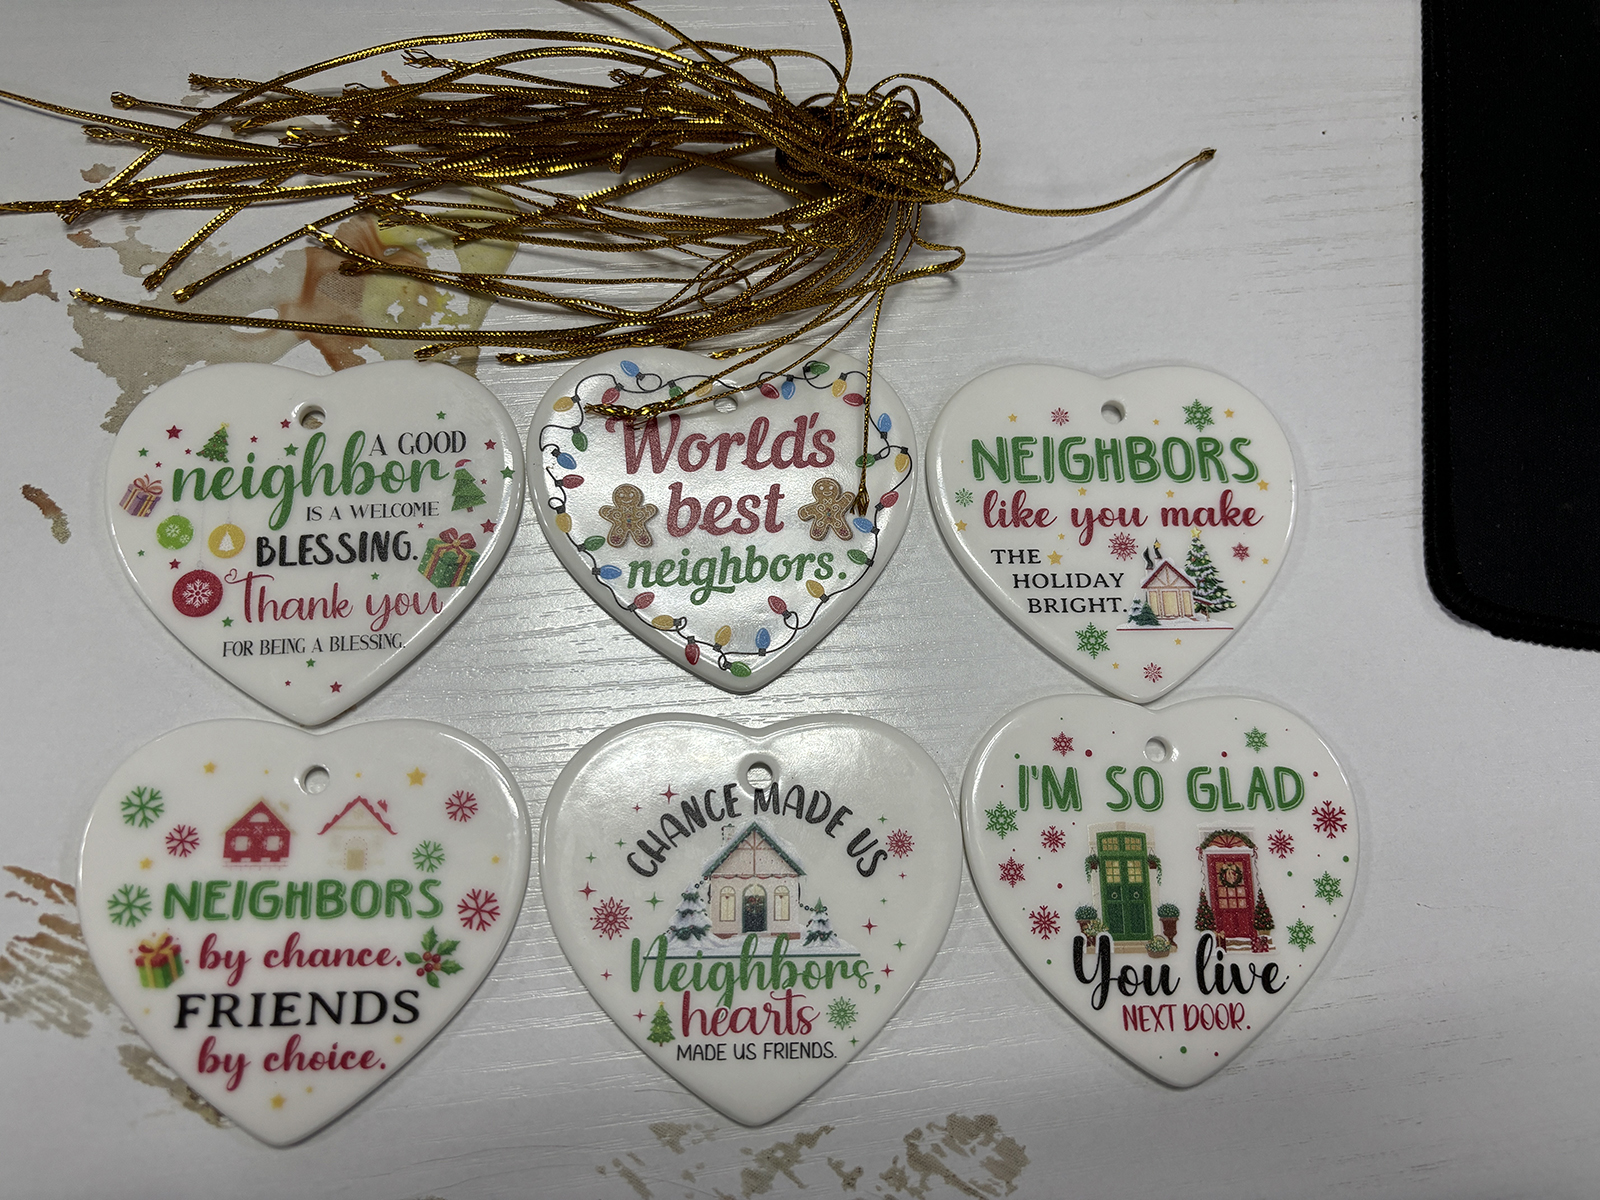 A GOOD
neighbor
IS A WELCOME
BLESSING.
Thank you
FOR BEING A BLESSING.
World's
best
neighbors.
NEIGHBORS
like you make
THE
HOLIDAY
BRIGHT.
NEIGHBORS
by chance.
FRIENDS
by choice.
CHANCE MADE US
Neighbors,
hearts
MADE US FRIENDS.
I'M SO GLAD
You live
NEXT DOOR.